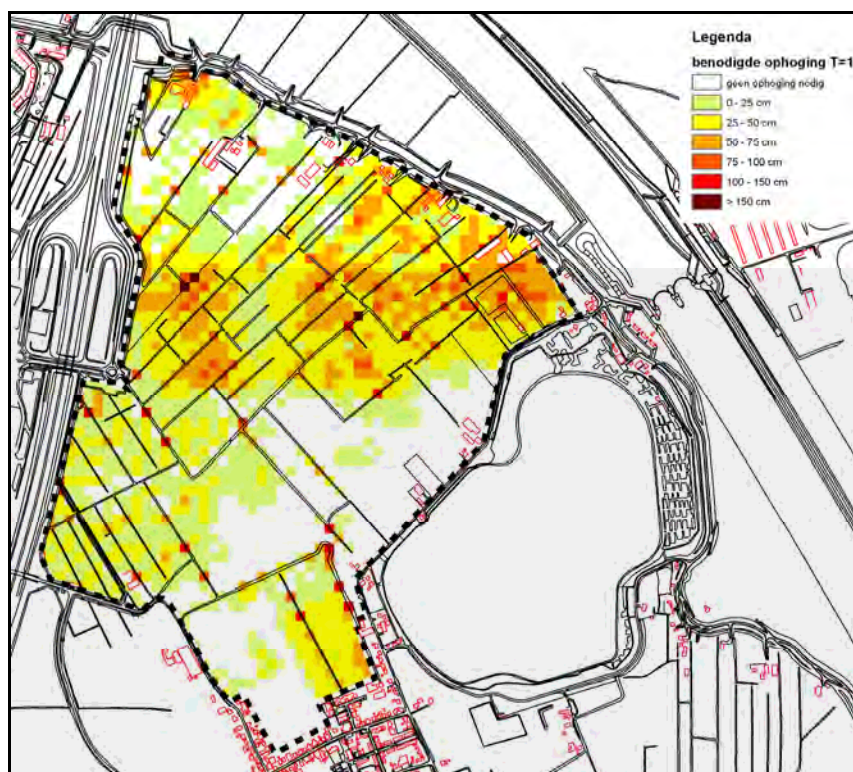 Legenda
benodigde ophoging T=1
geen ophoging nodig
0 - 25 cm
25 - 50 cm
50 - 75 cm
75 - 100 cm
100 - 150 cm
> 150 cm